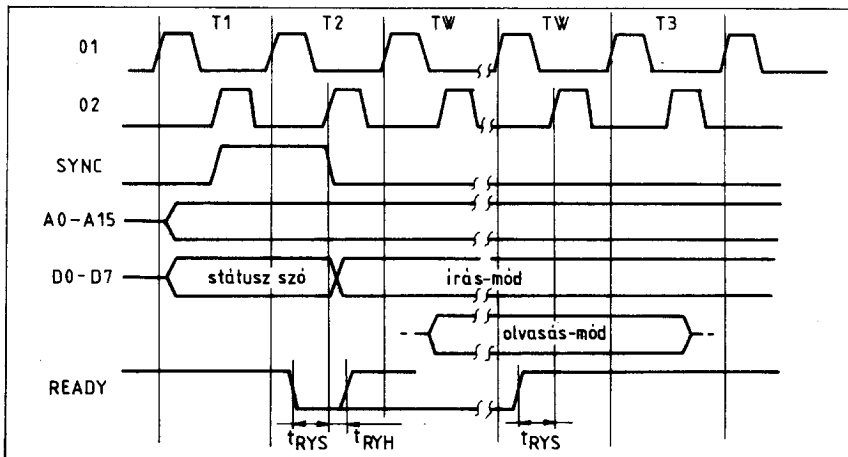 T1 T2 TW TW T3
01
02
SYNC
A0-A15
D0-D7 státusz szó írás-mód
olvasás-mód
READY
tRYS tRYH tRYS